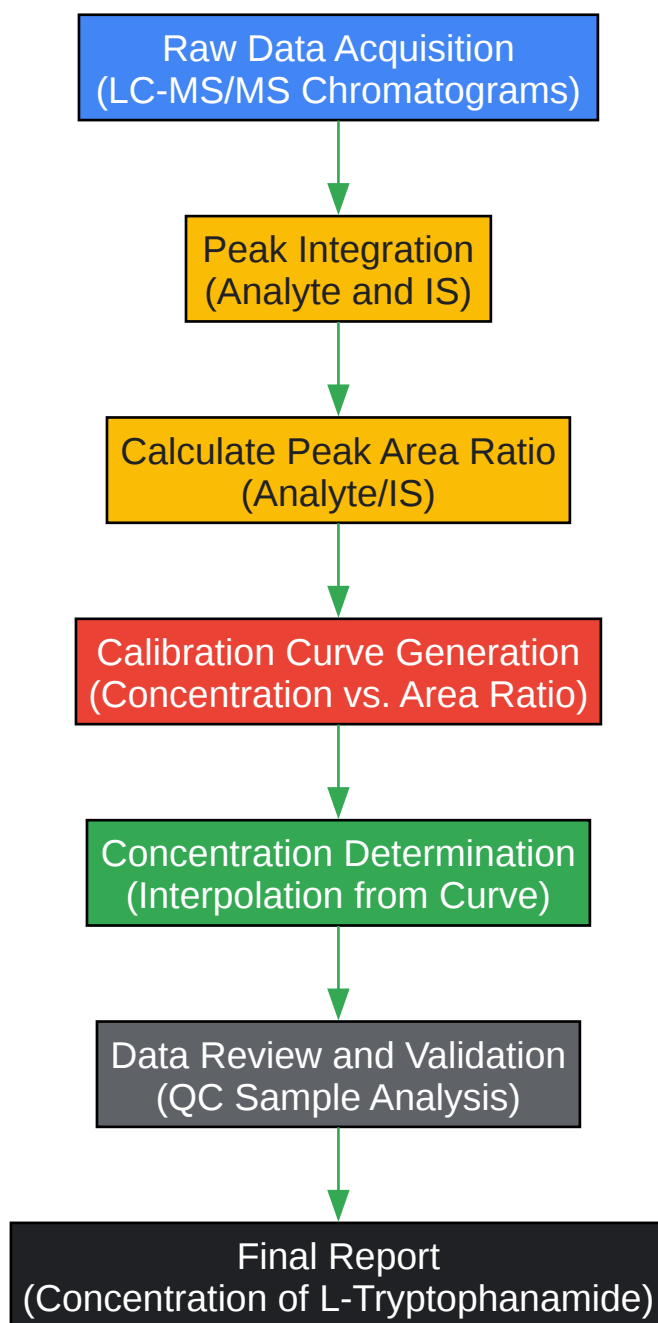 Raw Data Acquisition
(LC-MS/MS Chromatograms)
Peak Integration
(Analyte and IS)
Calculate Peak Area Ratio
(Analyte/IS)
Calibration Curve Generation
(Concentration vs. Area Ratio)
Concentration Determination
(Interpolation from Curve)
Data Review and Validation
(QC Sample Analysis)
Final Report
(Concentration of L-Tryptophanamide)